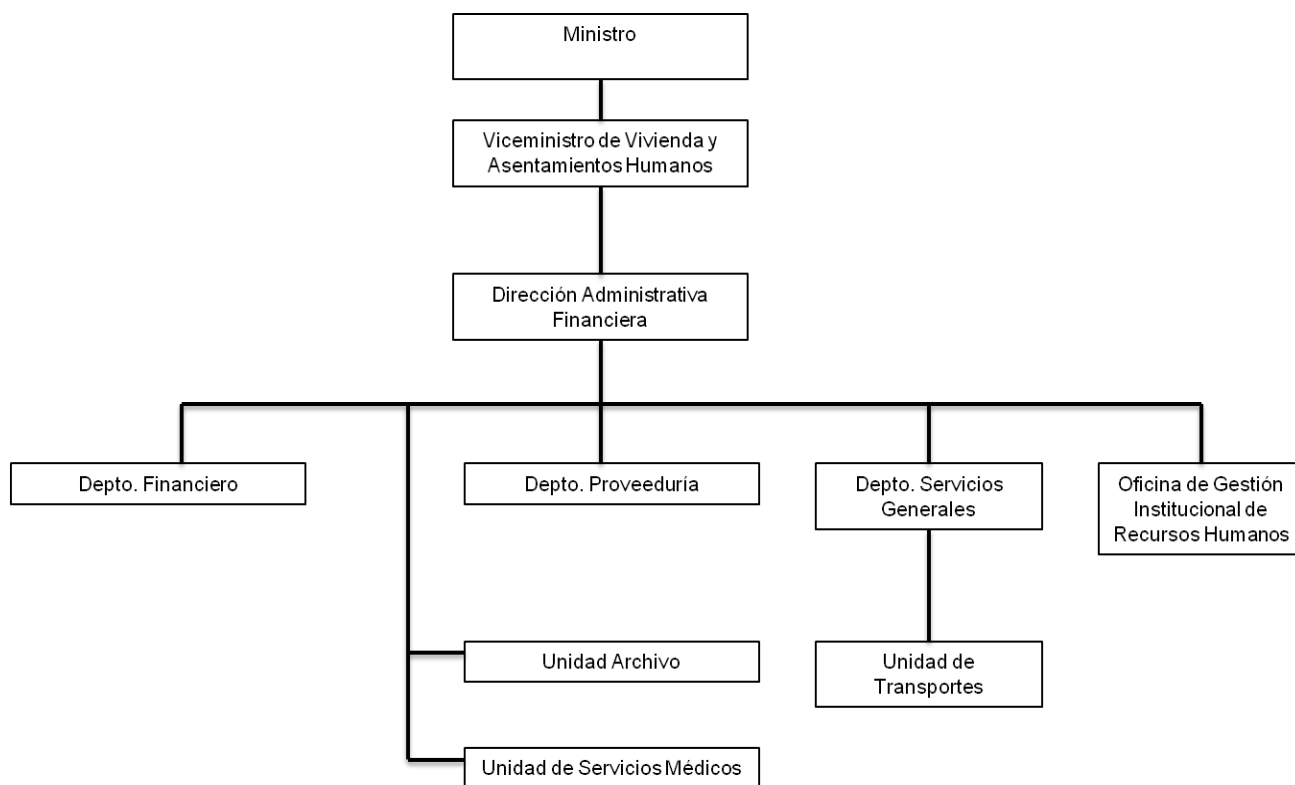 Ministro
Viceministro de Vivienda y
Asentamientos Humanos
Dirección Administrativa
Financiera
Depto. Financiero
Depto. Proveeduría
Depto. Servicios
Generales
Oficina de Gestión
Institucional de
Recursos Humanos
Unidad Archivo
Unidad de
Transportes
Unidad de Servicios Médicos